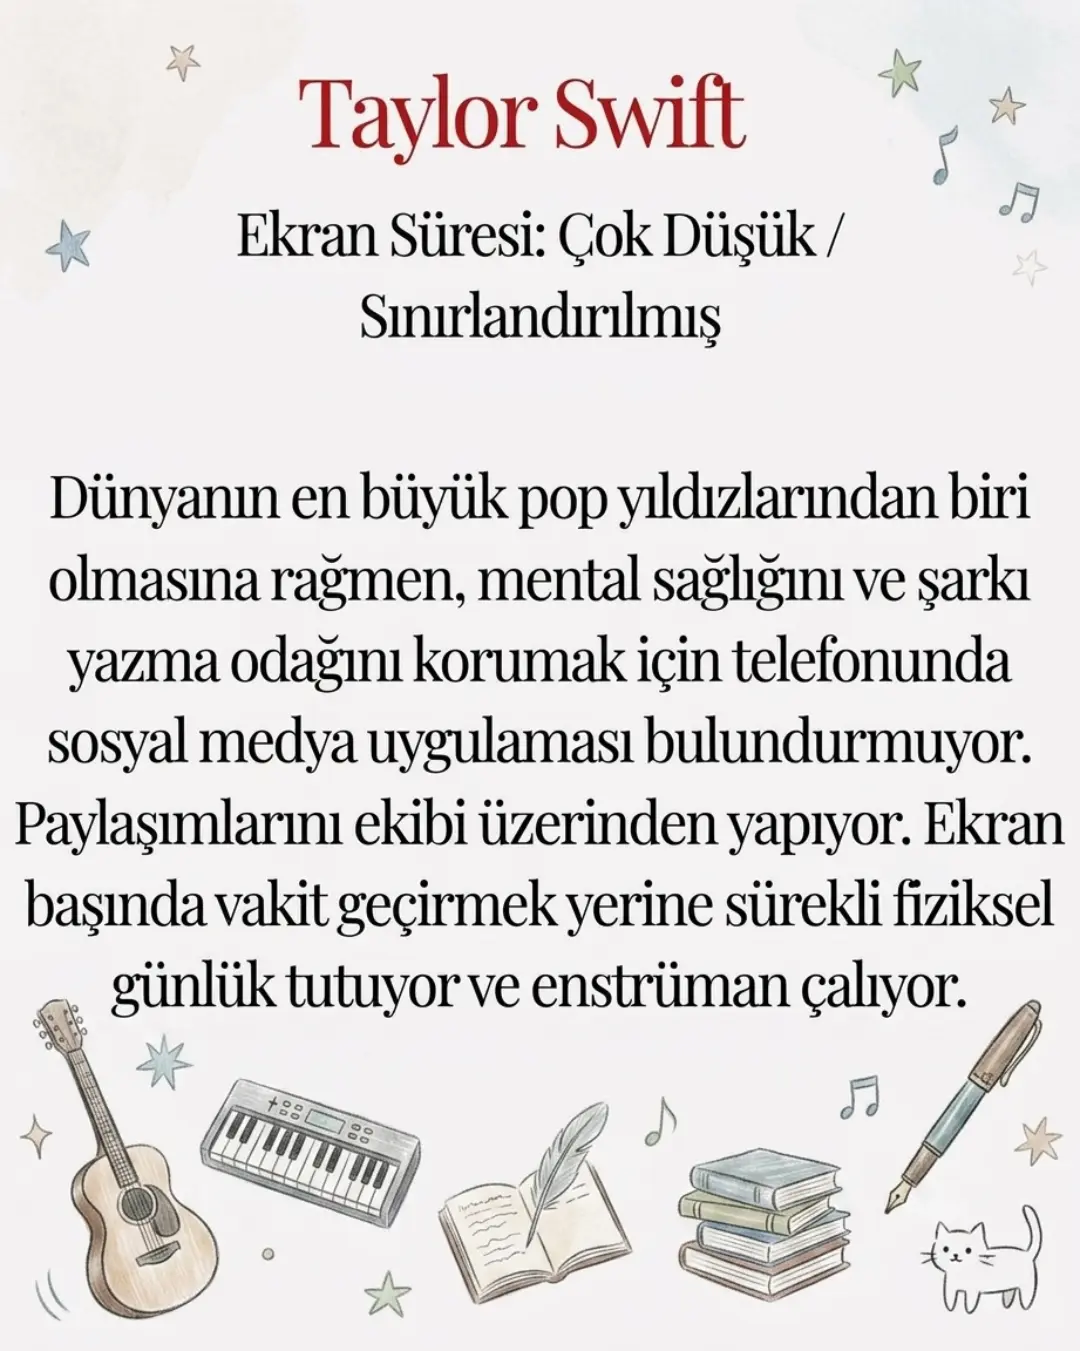 Taylor Swift
Ekran Süresi: Çok Düşük /
Sınırlandırılmış
Dünyanın en büyük pop yıldızlarından biri
olmasına rağmen, mental sağlığını ve şarkı
yazma odağını korumak için telefonunda
sosyal medya uygulaması bulundurmuyor.
Paylaşımlarını ekibi üzerinden yapıyor. Ekran
başında vakit geçirmek yerine sürekli fiziksel
günlük tutuyor ve enstrüman çalıyor.